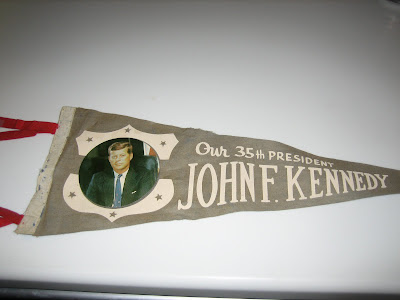 Our 35th PRESIDENT
JOHN F. KENNEDY